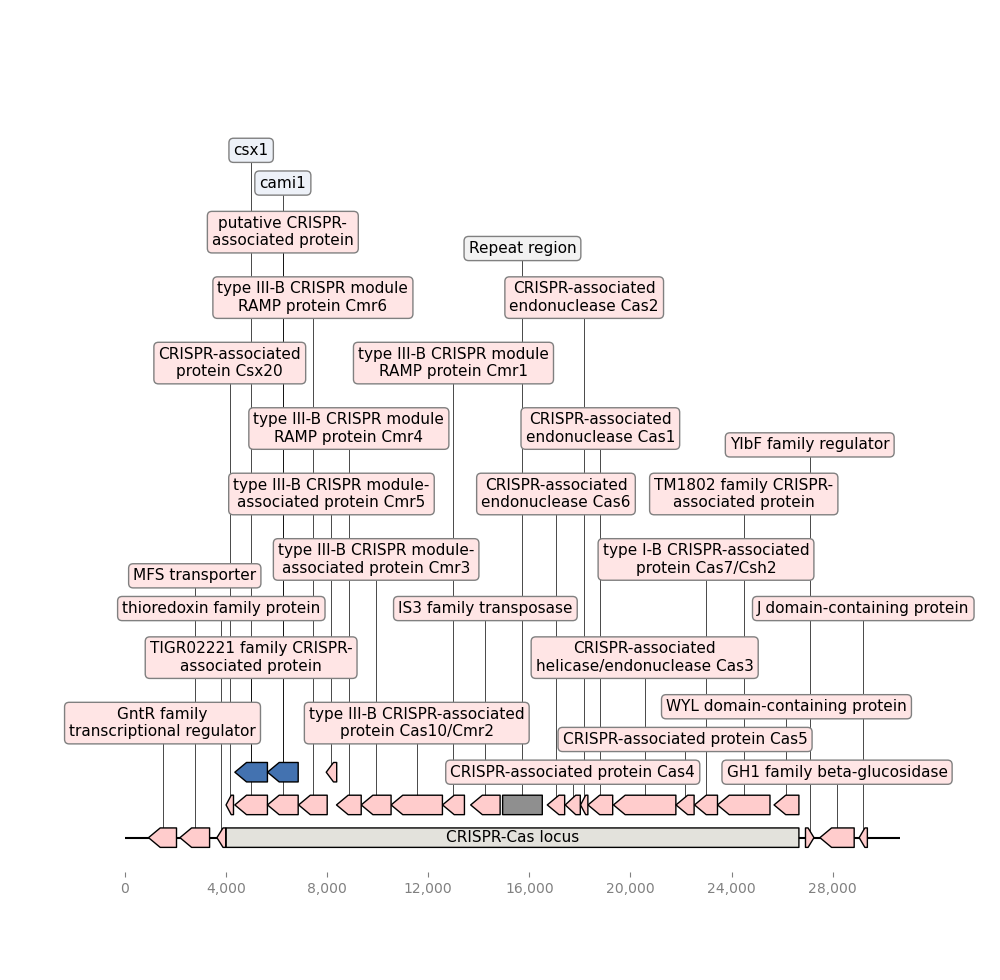 csx1
cami1
putative CRISPR-
associated protein
Repeat region
type III-B CRISPR module
RAMP protein Cmr6
CRISPR-associated
endonuclease Cas2
CRISPR-associated
protein Csx20
type III-B CRISPR module
RAMP protein Cmr1
type III-B CRISPR module
RAMP protein Cmr4
CRISPR-associated
endonuclease Cas1
YlbF family regulator
type III-B CRISPR module-
associated protein Cmr5
CRISPR-associated
endonuclease Cas6
TM1802 family CRISPR-
associated protein
type III-B CRISPR module-
associated protein Cmr3
type I-B CRISPR-associated
protein Cas7/Csh2
MFS transporter
thioredoxin family protein
IS3 family transposase
J domain-containing protein
TIGR02221 family CRISPR-
associated protein
CRISPR-associated
helicase/endonuclease Cas3
WYL domain-containing protein
GntR family
transcriptional regulator
type III-B CRISPR-associated
protein Cas10/Cmr2
CRISPR-associated protein Cas5
CRISPR-associated protein Cas4
GH1 family beta-glucosidase
CRISPR-Cas locus
0
4,000
8,000
12,000
16,000
20,000
24,000
28,000